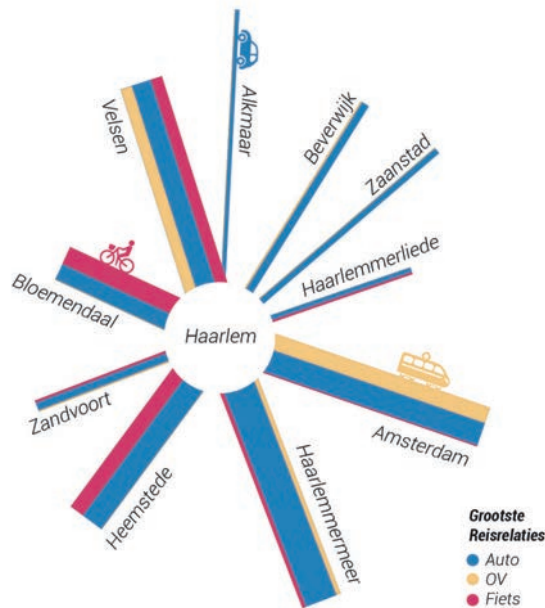 Velsen
Alkmaar
Beverwijk
Zaanstad
Haarlemmerliede
Bloemendaal
Haarlem
Zandvoort
Amsterdam
Heemstede
Haarlemmermeer
Grootste
Reisrelaties
Auto
OV
Fiets